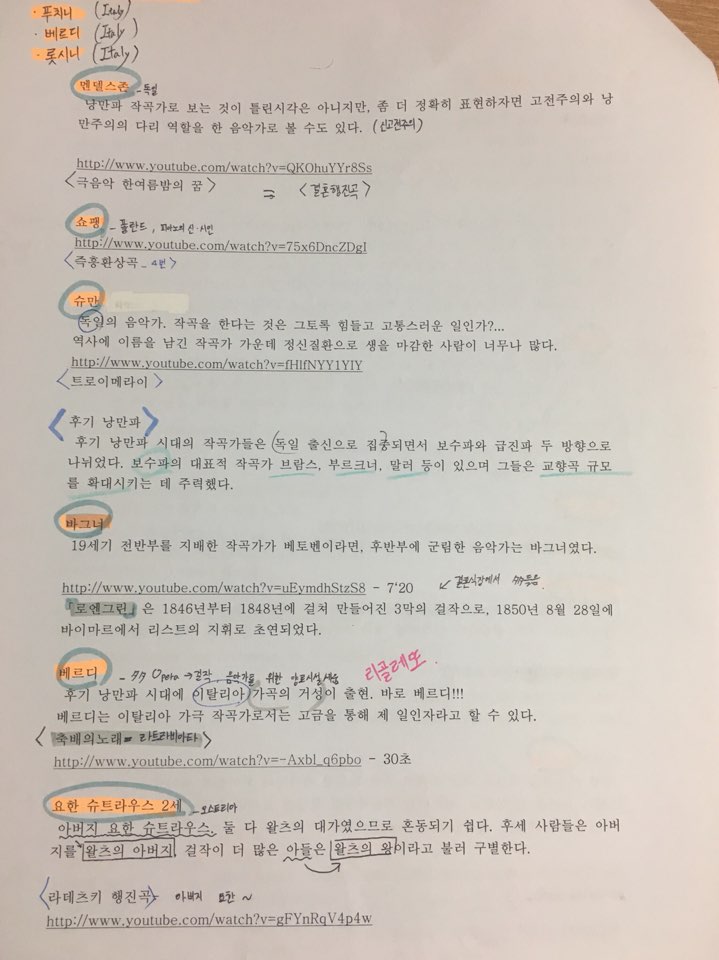 · 푸치니 (Italy)
· 베르디 (Italy)
· 롯시니 (Italy)
멘델스존 - 독일
낭만파 작곡가로 보는 것이 틀린시각은 아니지만, 좀 더 정확히 표현하자면 고전주의와 낭
만주의의 다리 역할을 한 음악가로 볼 수도 있다. (신고전주의)
http://www.youtube.com/watch?v=QKOhuYYr8Ss
<극음악 한여름밤의 꿈> ⇒ <결혼행진곡>
쇼팽 - 폴란드, 피아노의 신·시인
http://www.youtube.com/watch?v=75x6DncZDgI
<즉흥환상곡 - 4번>
슈만
독일의 음악가. 작곡을 한다는 것은 그토록 힘들고 고통스러운 일인가?...
역사에 이름을 남긴 작곡가 가운데 정신질환으로 생을 마감한 사람이 너무나 많다.
http://www.youtube.com/watch?v=fHlfNYY1YIY
<트로이메라이>
<후기 낭만파>
후기 낭만파 시대의 작곡가들은 (독일 출신으로 집중)되면서 보수파와 급진파 두 방향으로
나뉘었다. 보수파의 대표적 작곡가 브람스, 부르크너, 말러 등이 있으며 그들은 교향곡 규모
를 확대시키는 데 주력했다.
바그너
19세기 전반부를 지배한 작곡가가 베토벤이라면, 후반부에 군림한 음악가는 바그너였다.
http://www.youtube.com/watch?v=uEymdhStzS8 - 7'20 ↙ 결혼식장에서
「로엔그린」은 1846년부터 1848년에 걸쳐 만들어진 3막의 걸작으로, 1850년 8월 28일에
바이마르에서 리스트의 지휘로 초연되었다.
베르디 - Opera → 걸작, 음악가를 위한 리골레또.
후기 낭만파 시대에 이탈리아 가곡의 거성이 출현. 바로 베르디!!!
베르디는 이탈리아 가극 작곡가로서는 고금을 통해 제 일인자라고 할 수 있다.
<축배의노래 = 라트라비아타>
http://www.youtube.com/watch?v=-Axbl_q6pbo - 30초
요한 슈트라우스 2세 - 오스트리아
아버지 요한 슈트라우스. 둘 다 왈츠의 대가였으므로 혼동되기 쉽다. 후세 사람들은 아버
지를 왈츠의 아버지, 걸작이 더 많은 아들은 왈츠의 왕이라고 불러 구별한다.
<라데츠키 행진곡> 아버지 요한 ~
http://www.youtube.com/watch?v=gFYnRqV4p4w